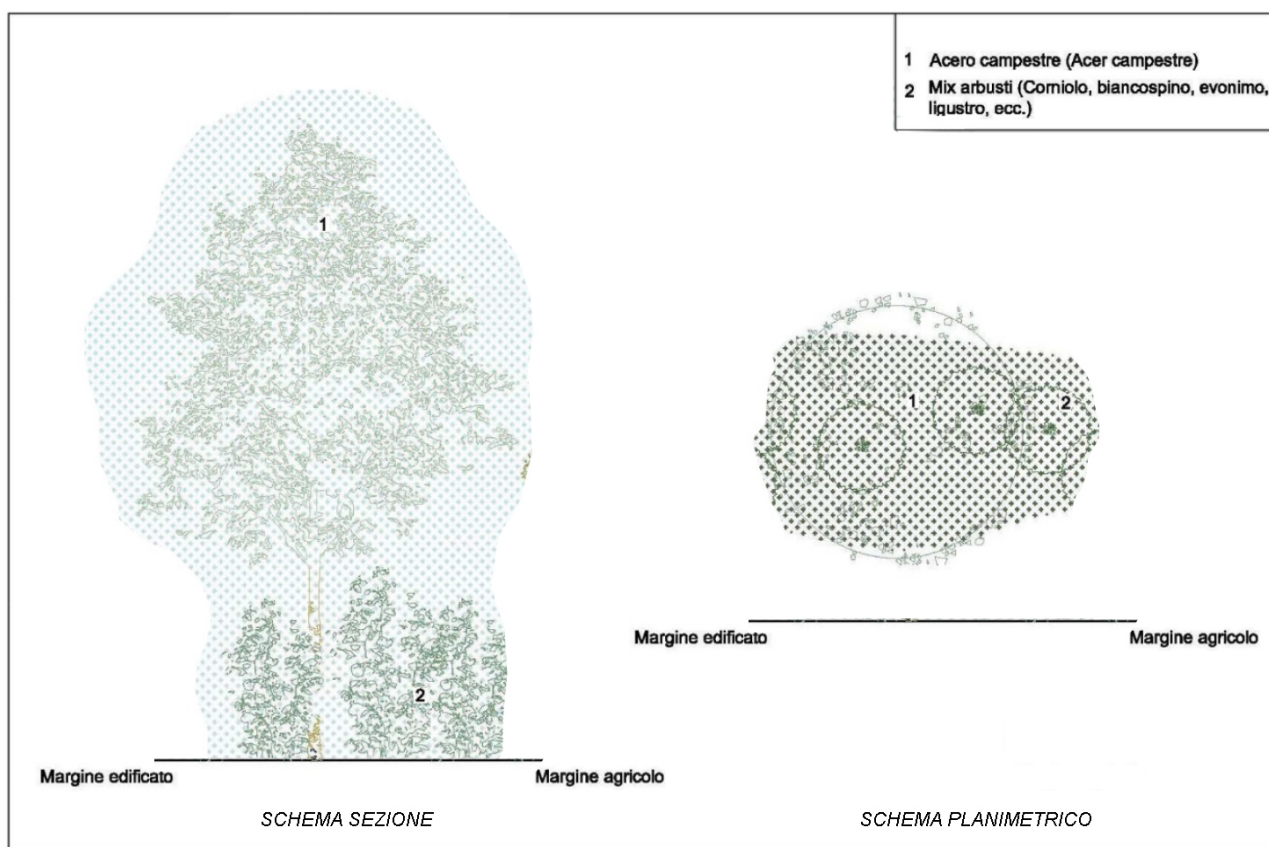 1 Acero campestre (Acer campestre)
2 Mix arbusti (Corniolo, biancospino, evonimo,
ligustro, ecc.)
1
2
Margine edificato
Margine agricolo
SCHEMA SEZIONE
1
2
Margine edificato
Margine agricolo
SCHEMA PLANIMETRICO